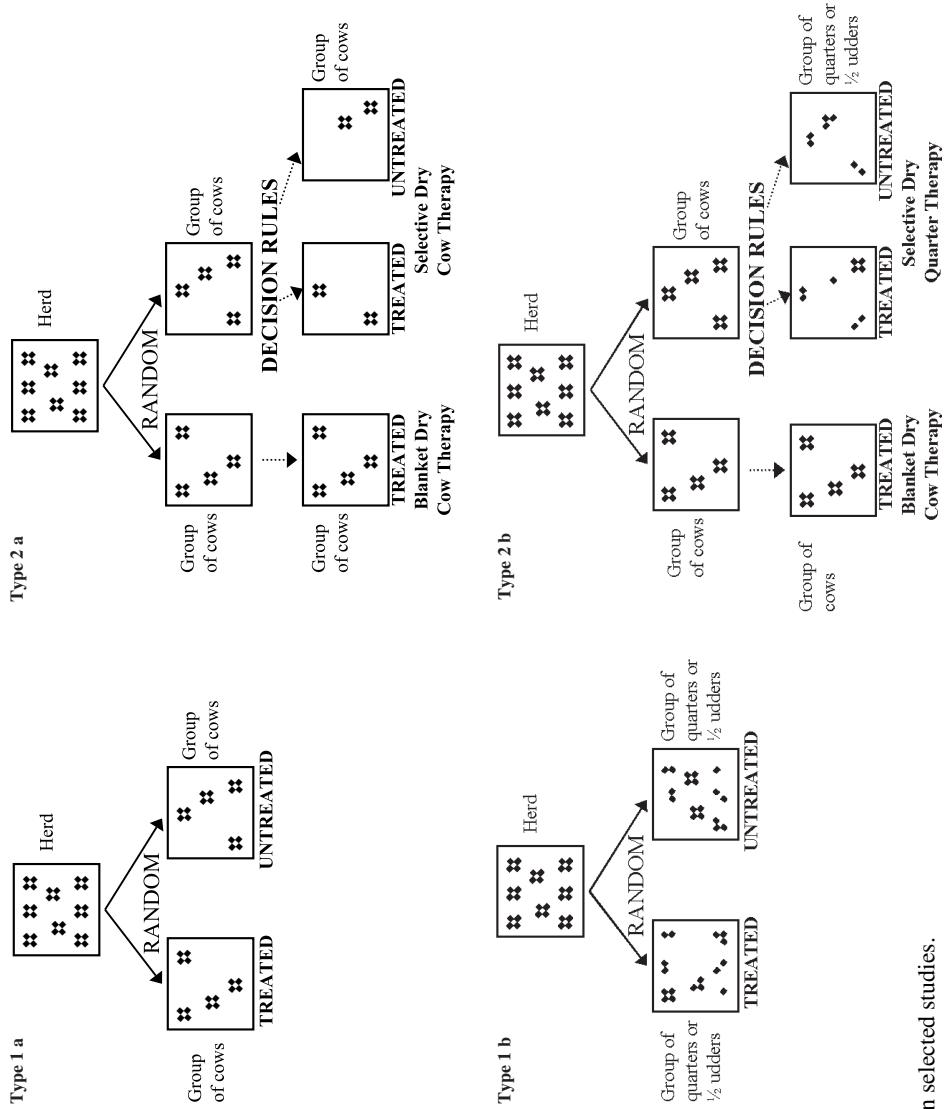 Type 1 a
Herd
RANDOM
Group
of cows
TREATED
Group
of cows
UNTREATED
Type 2 a
Herd
RANDOM
Group
of cows
Group
of cows
DECISION RULES
Group
of cows
TREATED
Blanket Dry
Cow Therapy
TREATED
Group
of cows
UNTREATED
Selective Dry
Cow Therapy
Type 1 b
Herd
RANDOM
Group of
quarters or
½ udders
TREATED
Group of
quarters or
½ udders
UNTREATED
Type 2 b
Herd
RANDOM
Group
of cows
Group
of cows
DECISION RULES
Group of
cows
TREATED
Blanket Dry
Cow Therapy
TREATED
Group of
quarters or
½ udders
UNTREATED
Selective Dry
Quarter Therapy
n selected studies.